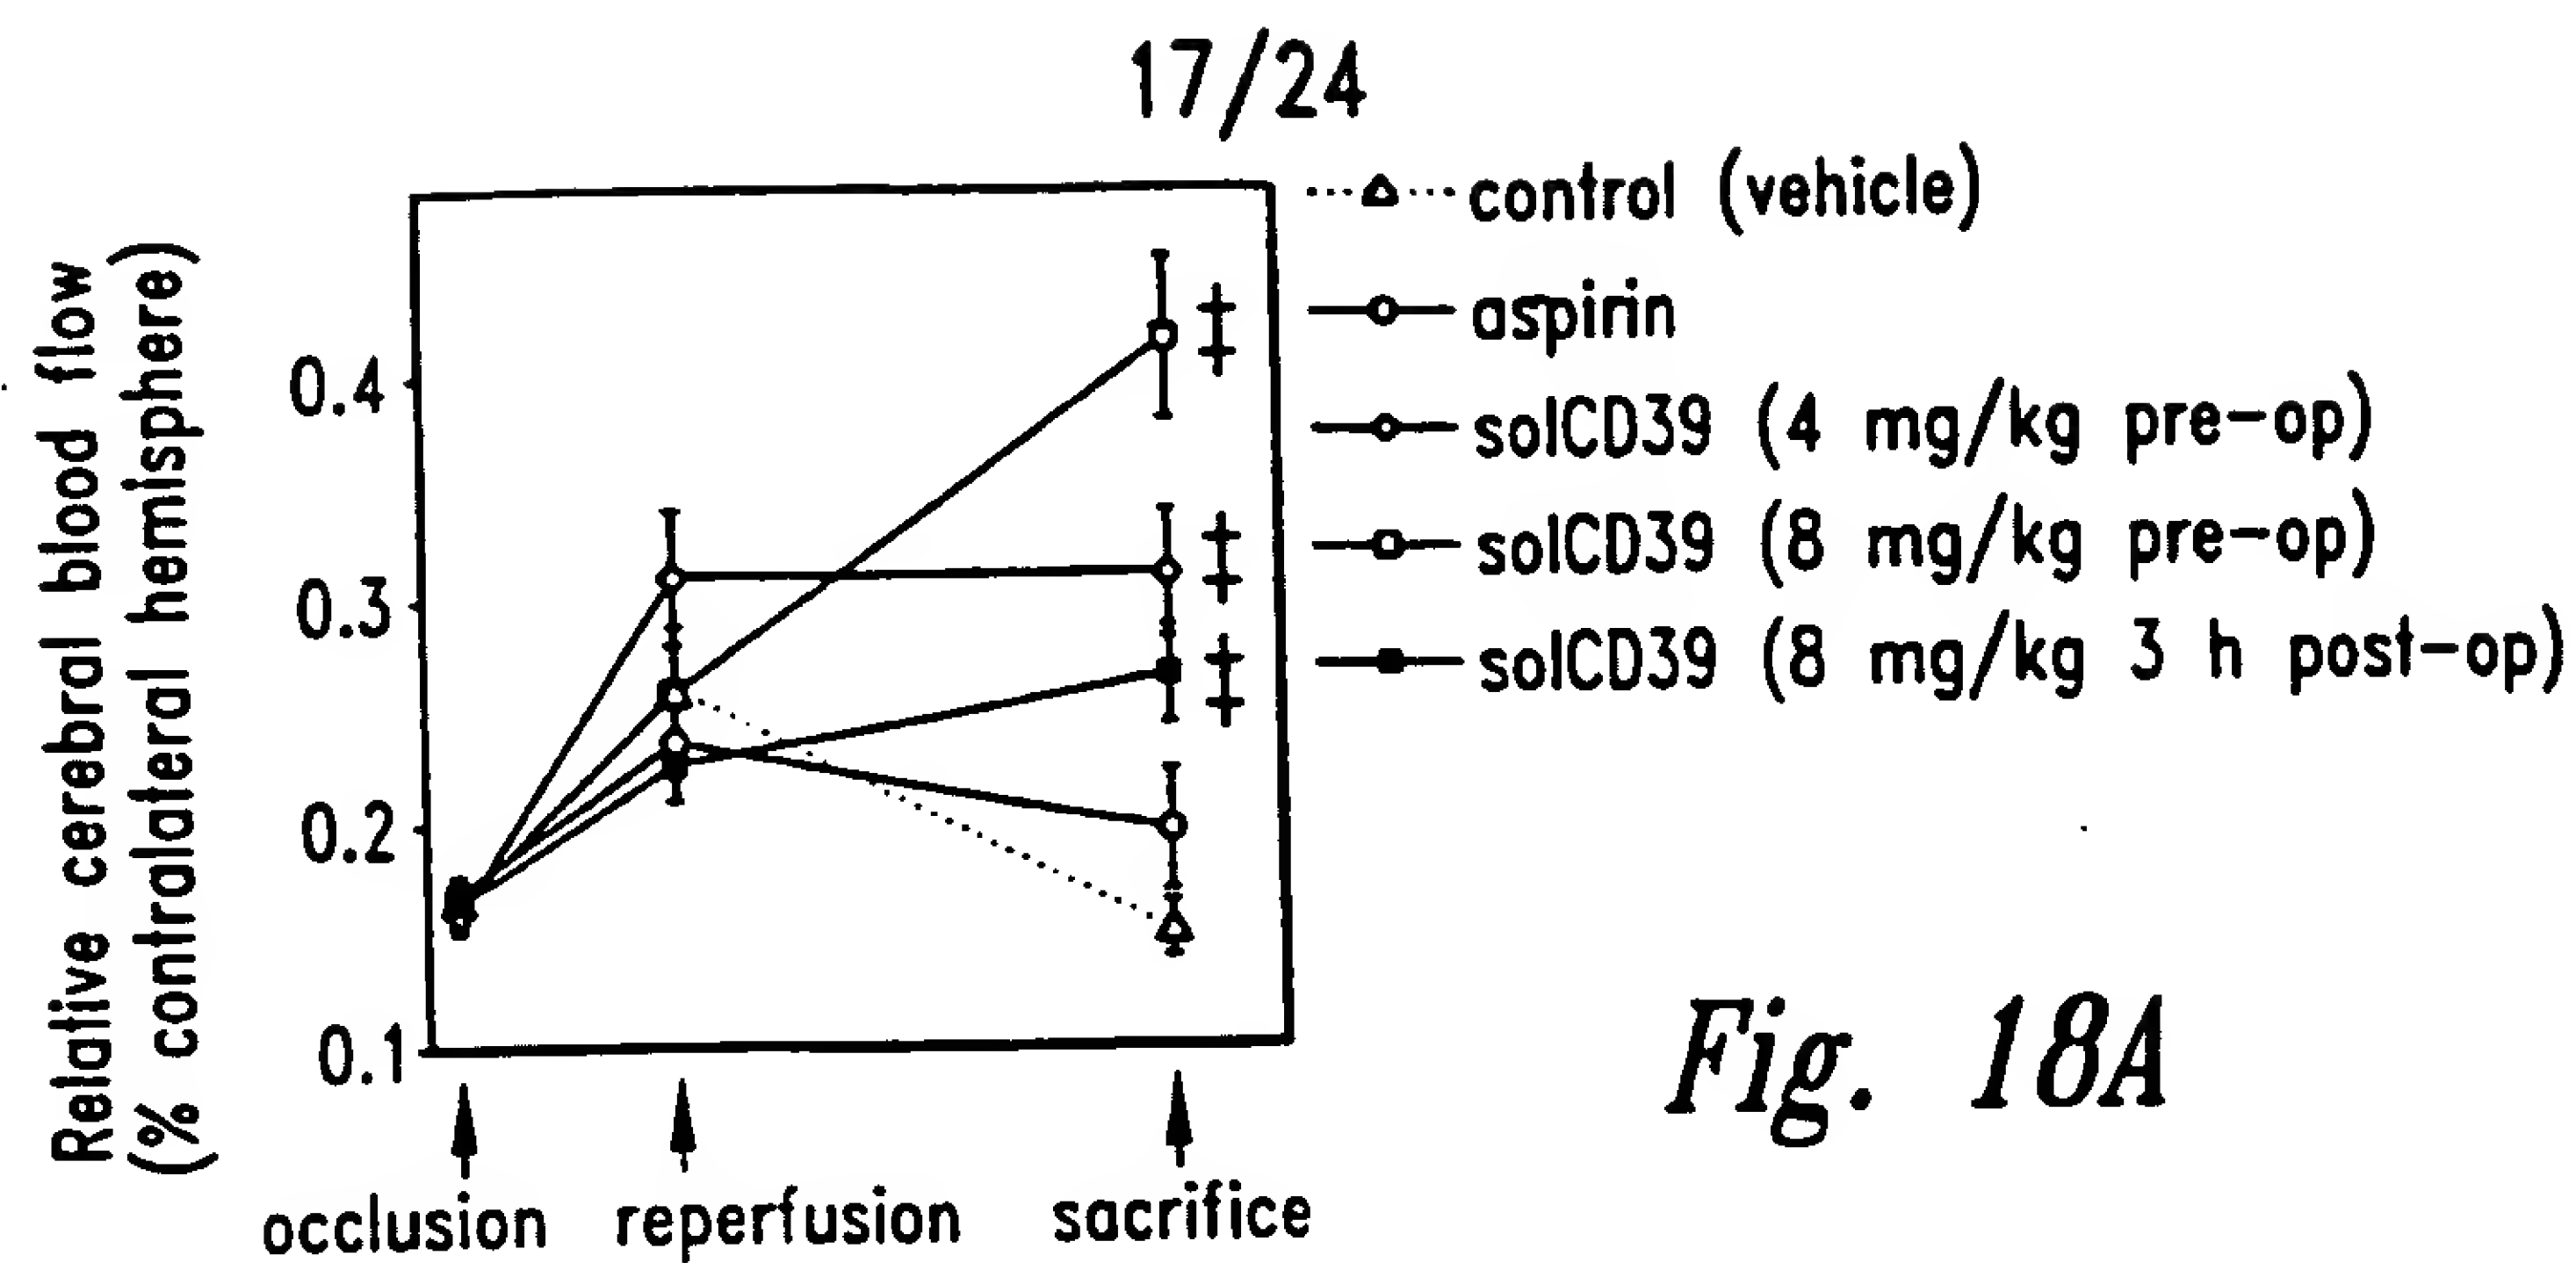 17/24
Relative cerebral blood flow
(% contralateral hemisphere)
0.4
0.3
0.2
0.1
occlusion
reperfusion
sacrifice
‡
‡
‡
control (vehicle)
aspirin
solCD39 (4 mg/kg pre-op)
solCD39 (8 mg/kg pre-op)
solCD39 (8 mg/kg 3 h post-op)
Fig. 18A